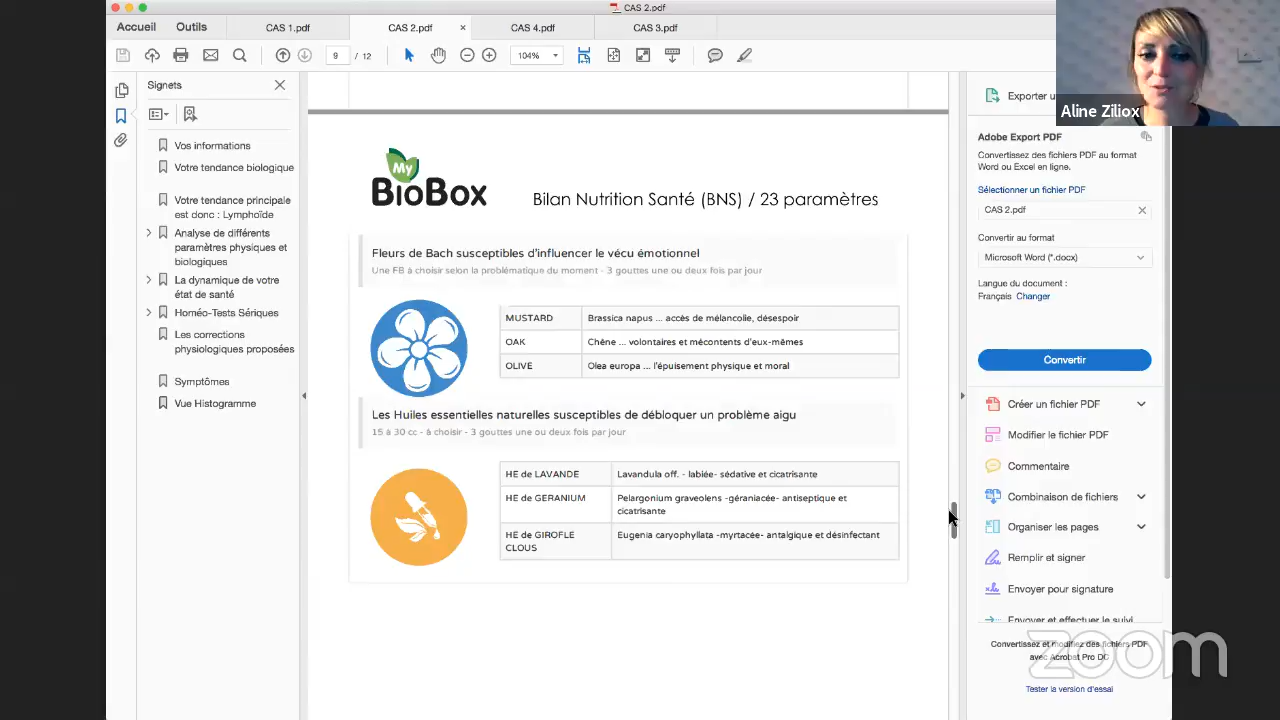 CAS 2.pdf
Accueil Outils CAS 1.pdf CAS 2.pdf × CAS 4.pdf CAS 3.pdf
9 / 12 104%
Signets
Vos informations
Votre tendance biologique
Votre tendance principale
est donc : Lymphoïde
Analyse de différents
paramètres physiques et
biologiques
La dynamique de votre
état de santé
Homéo-Tests Sériques
Les corrections
physiologiques proposées
Symptômes
Vue Histogramme
My
BioBox
Bilan Nutrition Santé (BNS) / 23 paramètres
Fleurs de Bach susceptibles d'influencer le vécu émotionnel
Une FB à choisir selon la problématique du moment - 3 gouttes une ou deux fois par jour
MUSTARD Brassica napus ... accès de mélancolie, désespoir
OAK Chêne ... volontaires et mécontents d'eux-mêmes
OLIVE Olea europa ... l'épuisement physique et moral
Les Huiles essentielles naturelles susceptibles de débloquer un problème aigu
15 à 30 cc - à choisir - 3 gouttes une ou deux fois par jour
HE de LAVANDE Lavandula off. - labiée- sédative et cicatrisante
HE de GERANIUM Pelargonium graveolens -géraniacée- antiseptique et
cicatrisante
HE de GIROFLE Eugenia caryophyllata -myrtacée- antalgique et désinfectant
CLOUS
Exporter u
Aline Ziliox
Adobe Export PDF
Convertissez des fichiers PDF au format
Word ou Excel en ligne.
Sélectionner un fichier PDF
CAS 2.pdf
Convertir au format
Microsoft Word (*.docx)
Langue du document :
Français Changer
Convertir
Créer un fichier PDF
Modifier le fichier PDF
Commentaire
Combinaison de fichiers
Organiser les pages
Remplir et signer
Envoyer pour signature
Envoyer et effectuer le suivi
Convertissez et modifiez des fichiers PDF
avec Acrobat Pro DC
Tester la version d'essai
zoom